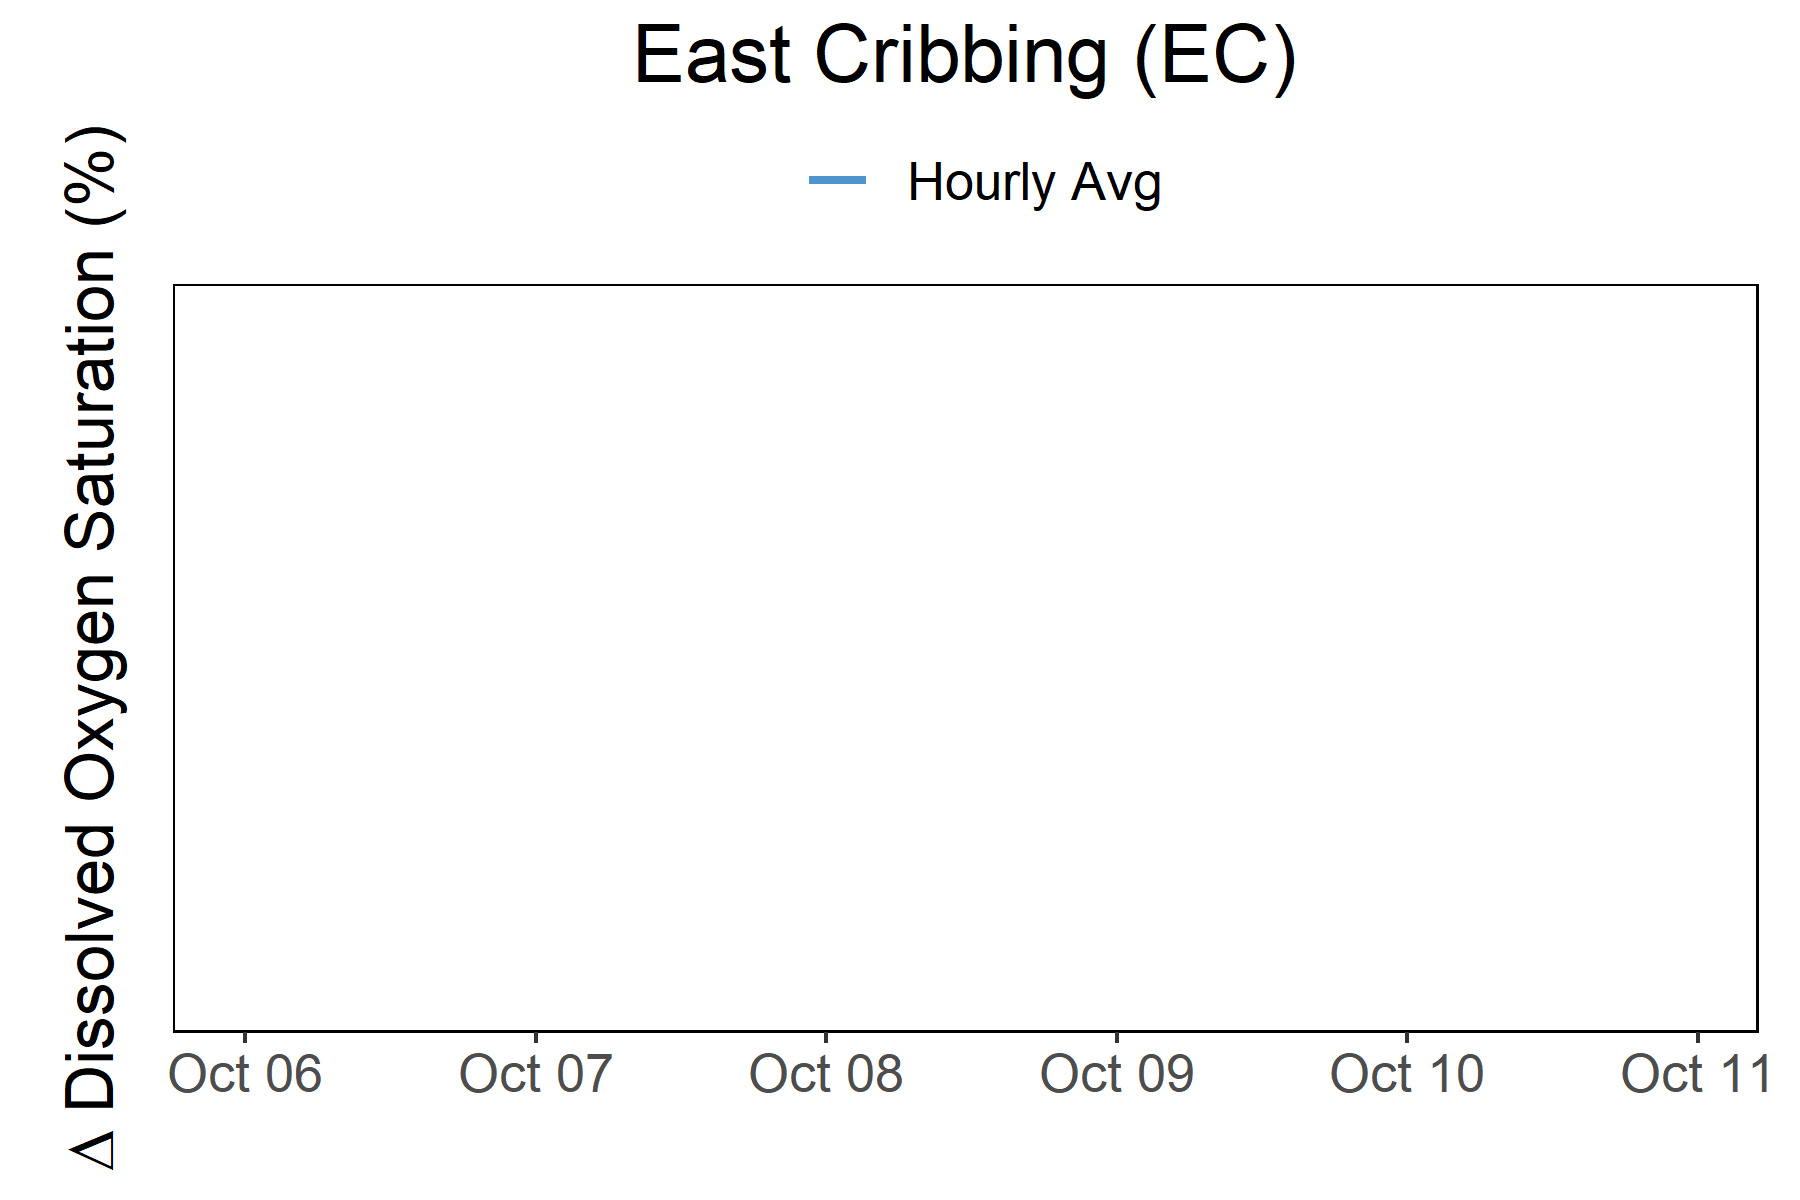 East Cribbing (EC)
Hourly Avg
Δ Dissolved Oxygen Saturation (%)
Oct 06
Oct 07
Oct 08
Oct 09
Oct 10
Oct 11